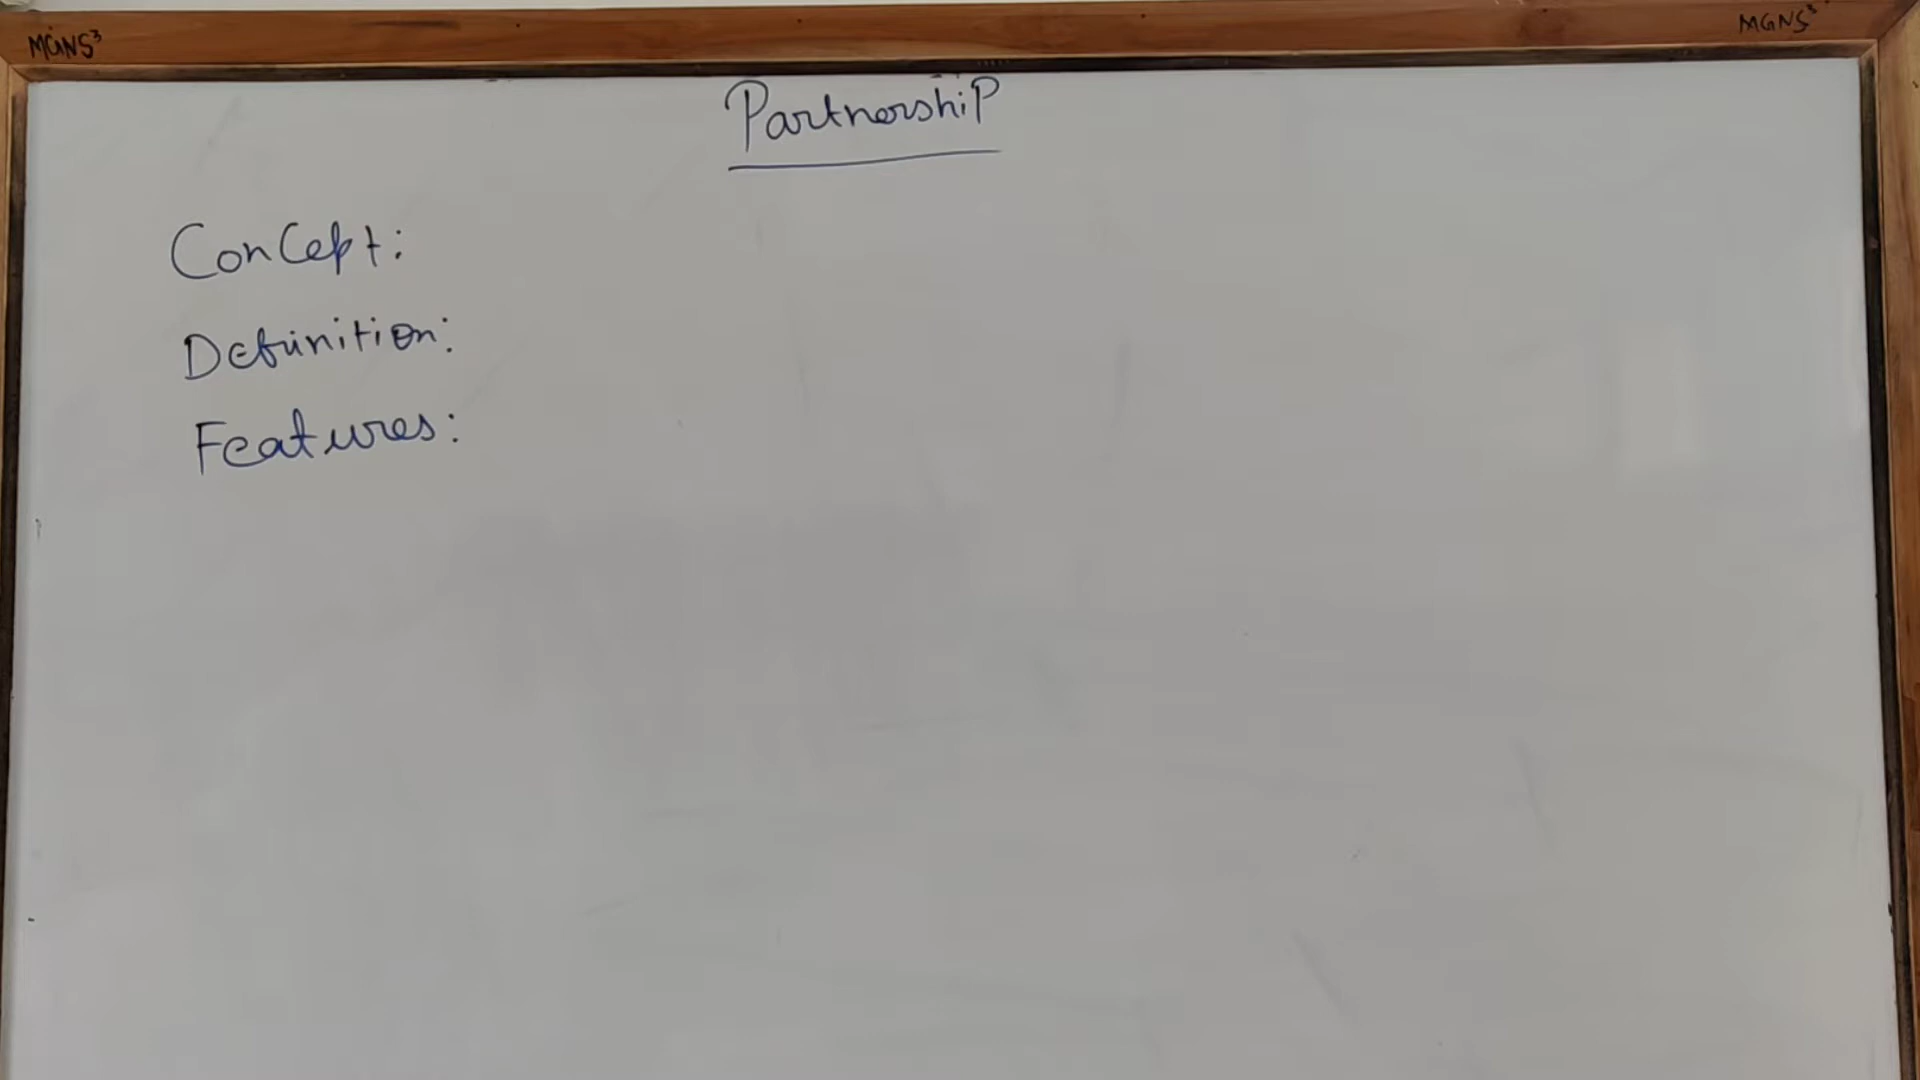 MGNS³
MGNS³
Partnership
Concept:
Definition:
Features: